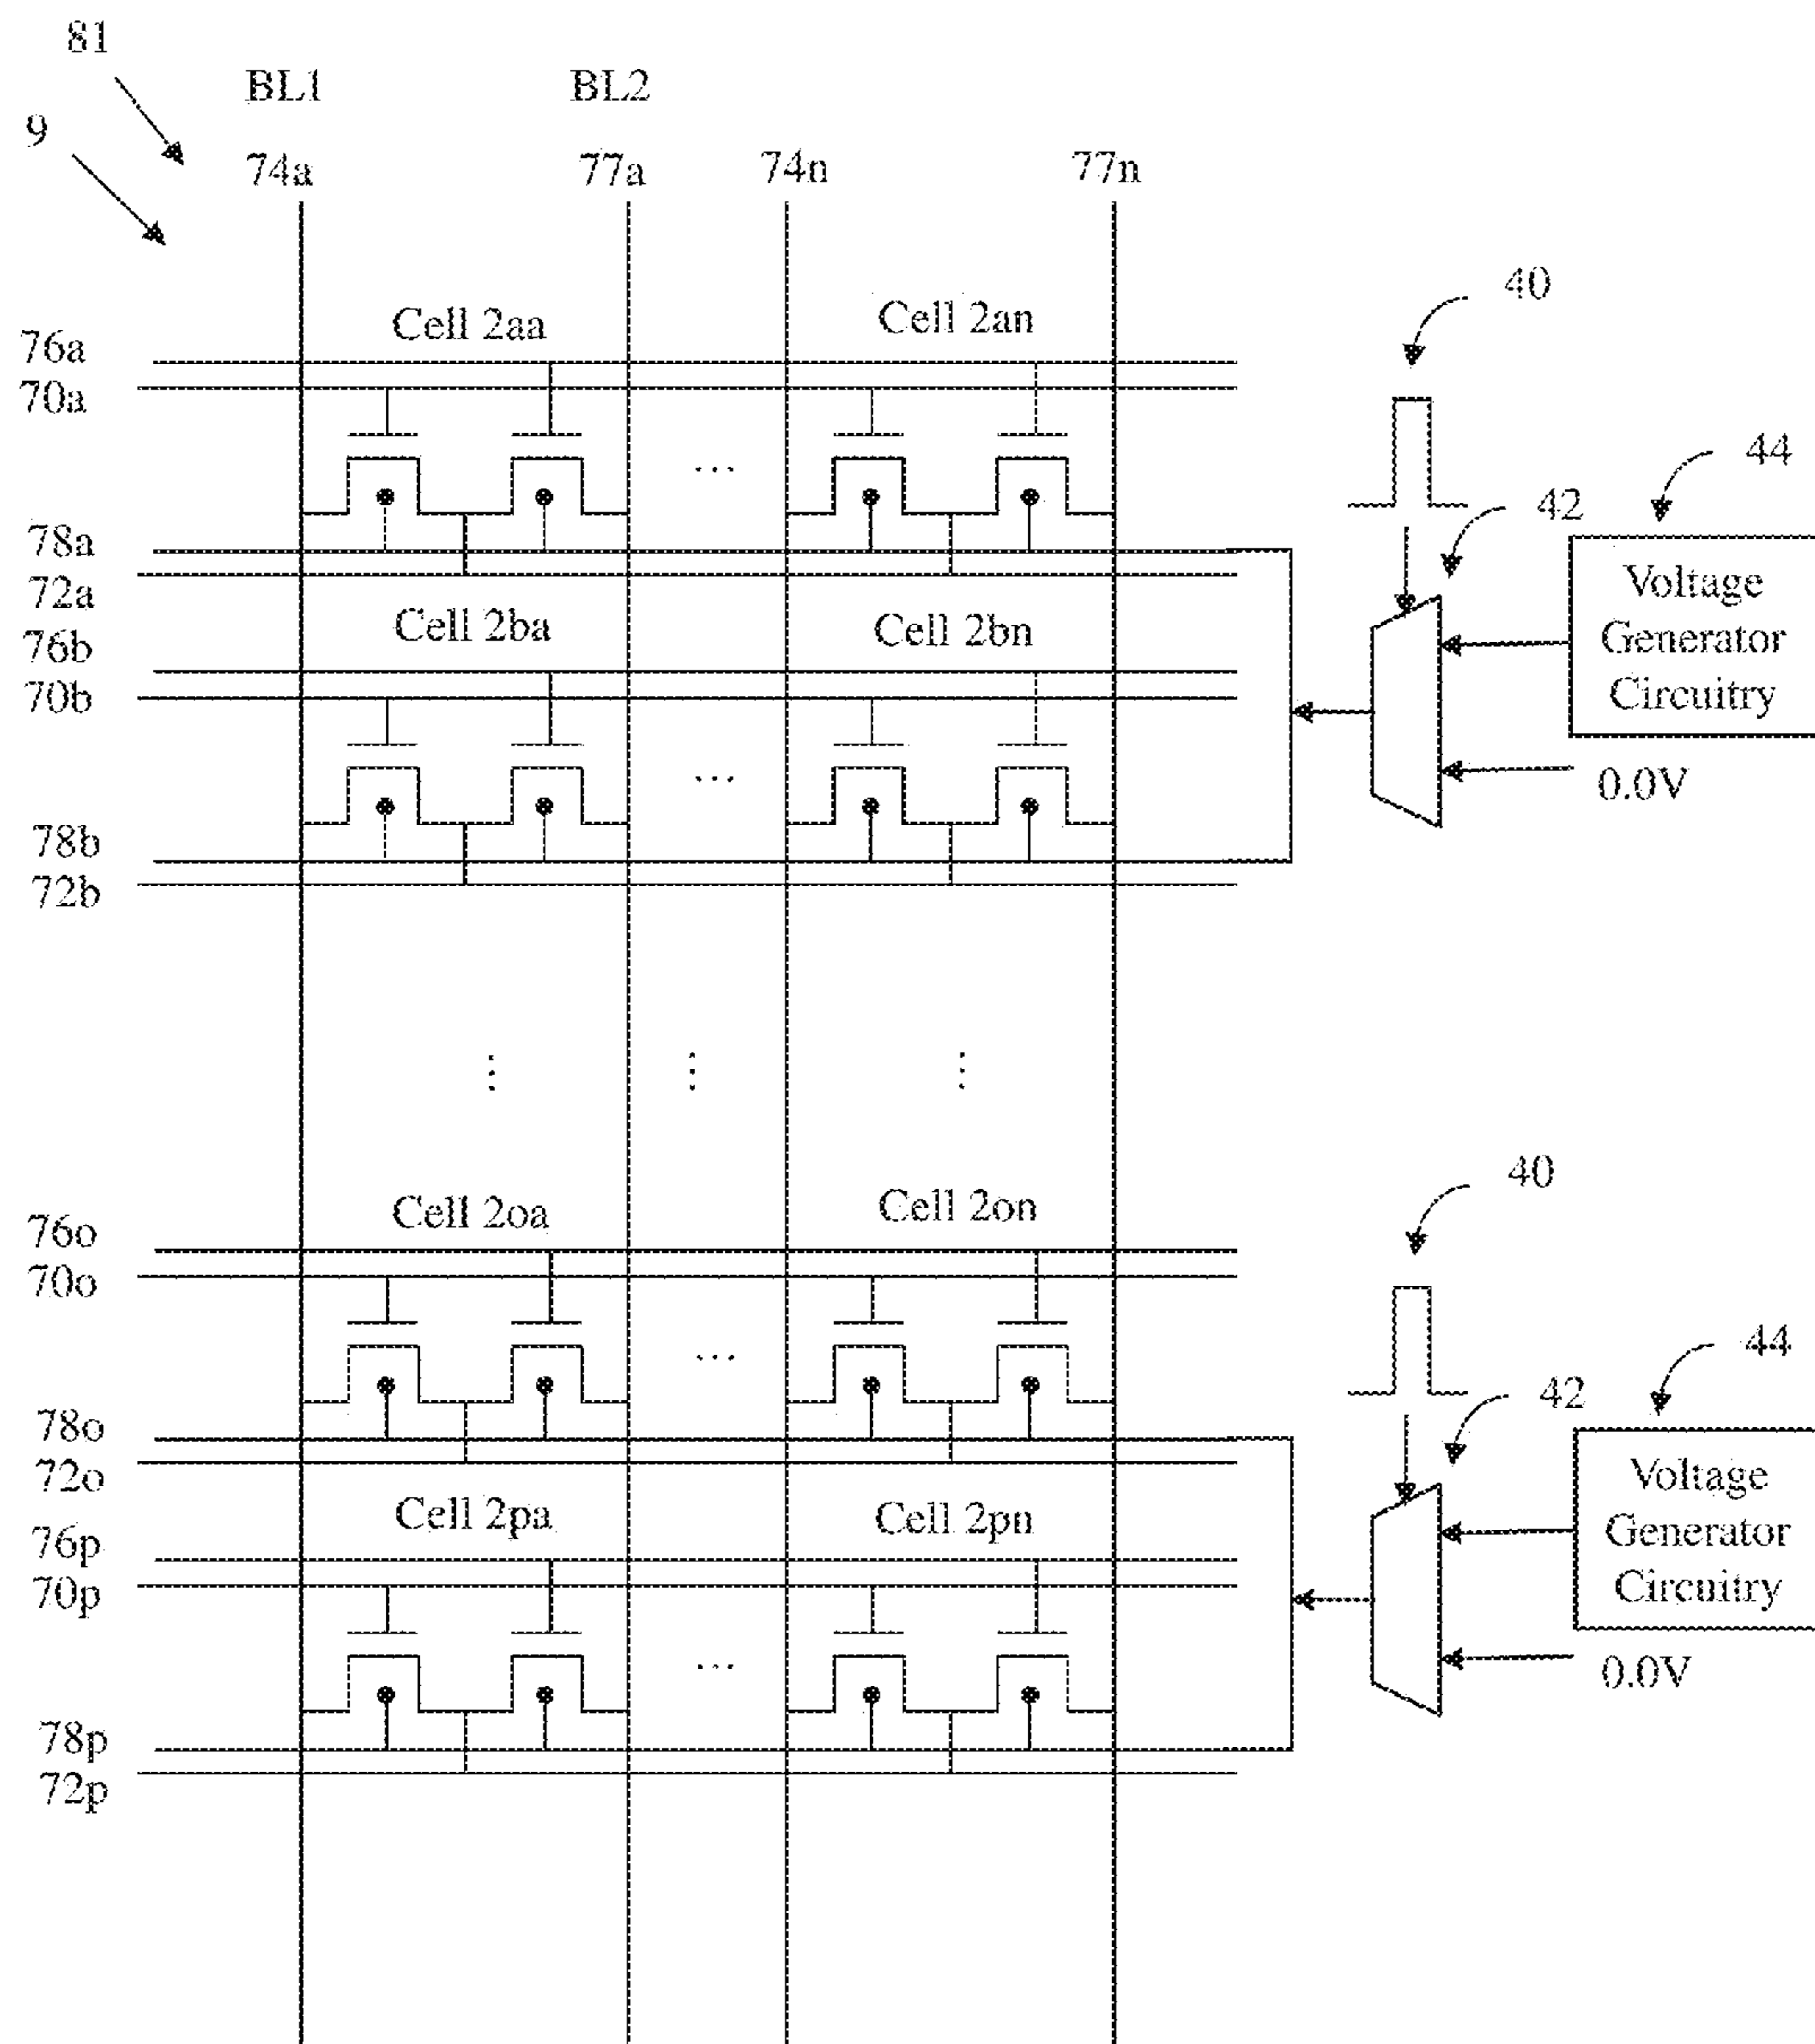 81
BL1 BL2
9
74a 77a 74n 77n
40
Cell 2aa Cell 2an
76a
70a
44
42
...
78a
72a
Voltage
Generator
Circuitry
Cell 2ba Cell 2bn
76b
70b
0.0V
...
78b
72b
40
Cell 2oa Cell 2on
76o
70o
44
42
...
78o
72o
Voltage
Generator
Circuitry
Cell 2pa Cell 2pn
76p
70p
0.0V
...
78p
72p